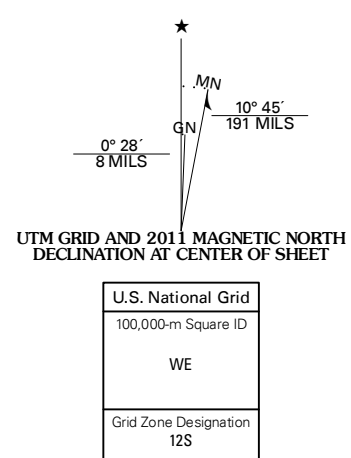 MN
GN
10° 45´
191 MILS
0° 28´
8 MILS
UTM GRID AND 2011 MAGNETIC NORTH
DECLINATION AT CENTER OF SHEET
U.S. National Grid
100,000-m Square ID
WE
Grid Zone Designation
12S